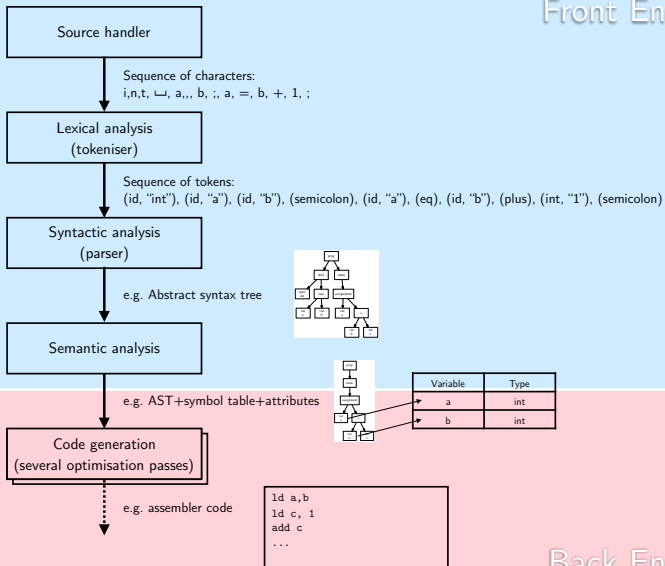 Front En
Source handler
Sequence of characters:
i,n,t, ␣, a,,, b, ;, a, =, b, +, 1, ;
Lexical analysis
(tokeniser)
Sequence of tokens:
(id, “int”), (id, “a”), (id, “b”), (semicolon), (id, “a”), (eq), (id, “b”), (plus), (int, “1”), (semicolon)
Syntactic analysis
(parser)
e.g. Abstract syntax tree
Semantic analysis
e.g. AST+symbol table+attributes
Variable Type
a int
b int
Code generation
(several optimisation passes)
e.g. assembler code
ld a,b
ld c, 1
add c
...
Back En